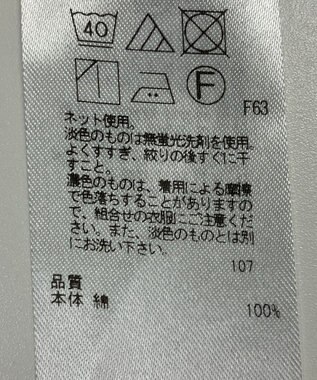 40
F
F63
ネット使用。
淡色のものは無蛍光洗剤を使用。
よくすすぎ、絞りの後すぐに干
すこと。
濃色のものは、着用による摩擦
で色落ちすることがありますの
で、組合せの衣服にご注意くだ
さい。また、淡色のものとは別
にお洗い下さい。
107
品質
本体 綿 100%